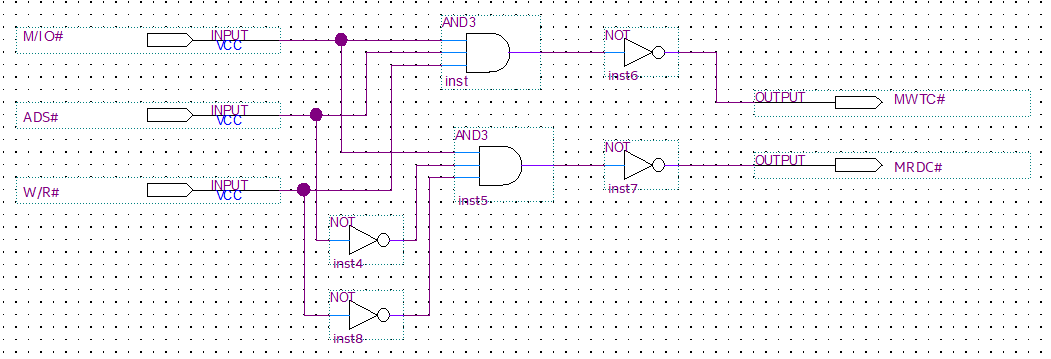 M/IO#
INPUT
VCC
AND3
inst
NOT
inst6
OUTPUT
MWTC#
ADS#
INPUT
VCC
AND3
inst5
NOT
inst7
OUTPUT
MRDC#
W/R#
INPUT
VCC
NOT
inst4
NOT
inst8